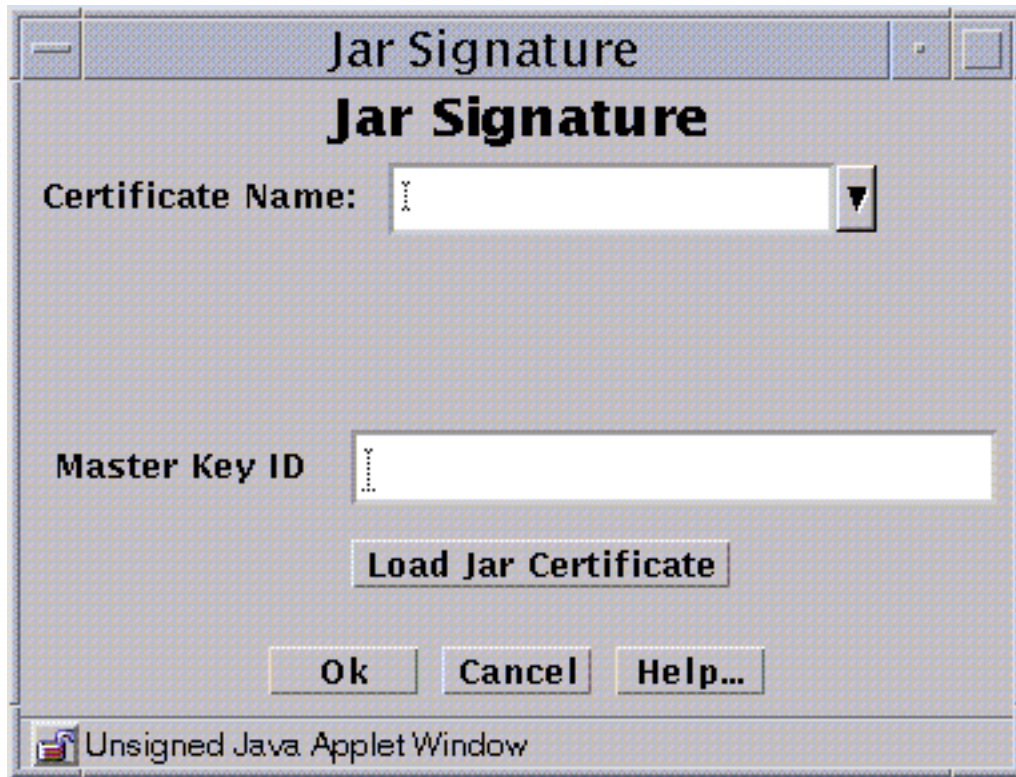 Jar Signature
Jar Signature
Certificate Name:
Master Key ID
Load Jar Certificate
Ok Cancel Help...
Unsigned Java Applet Window